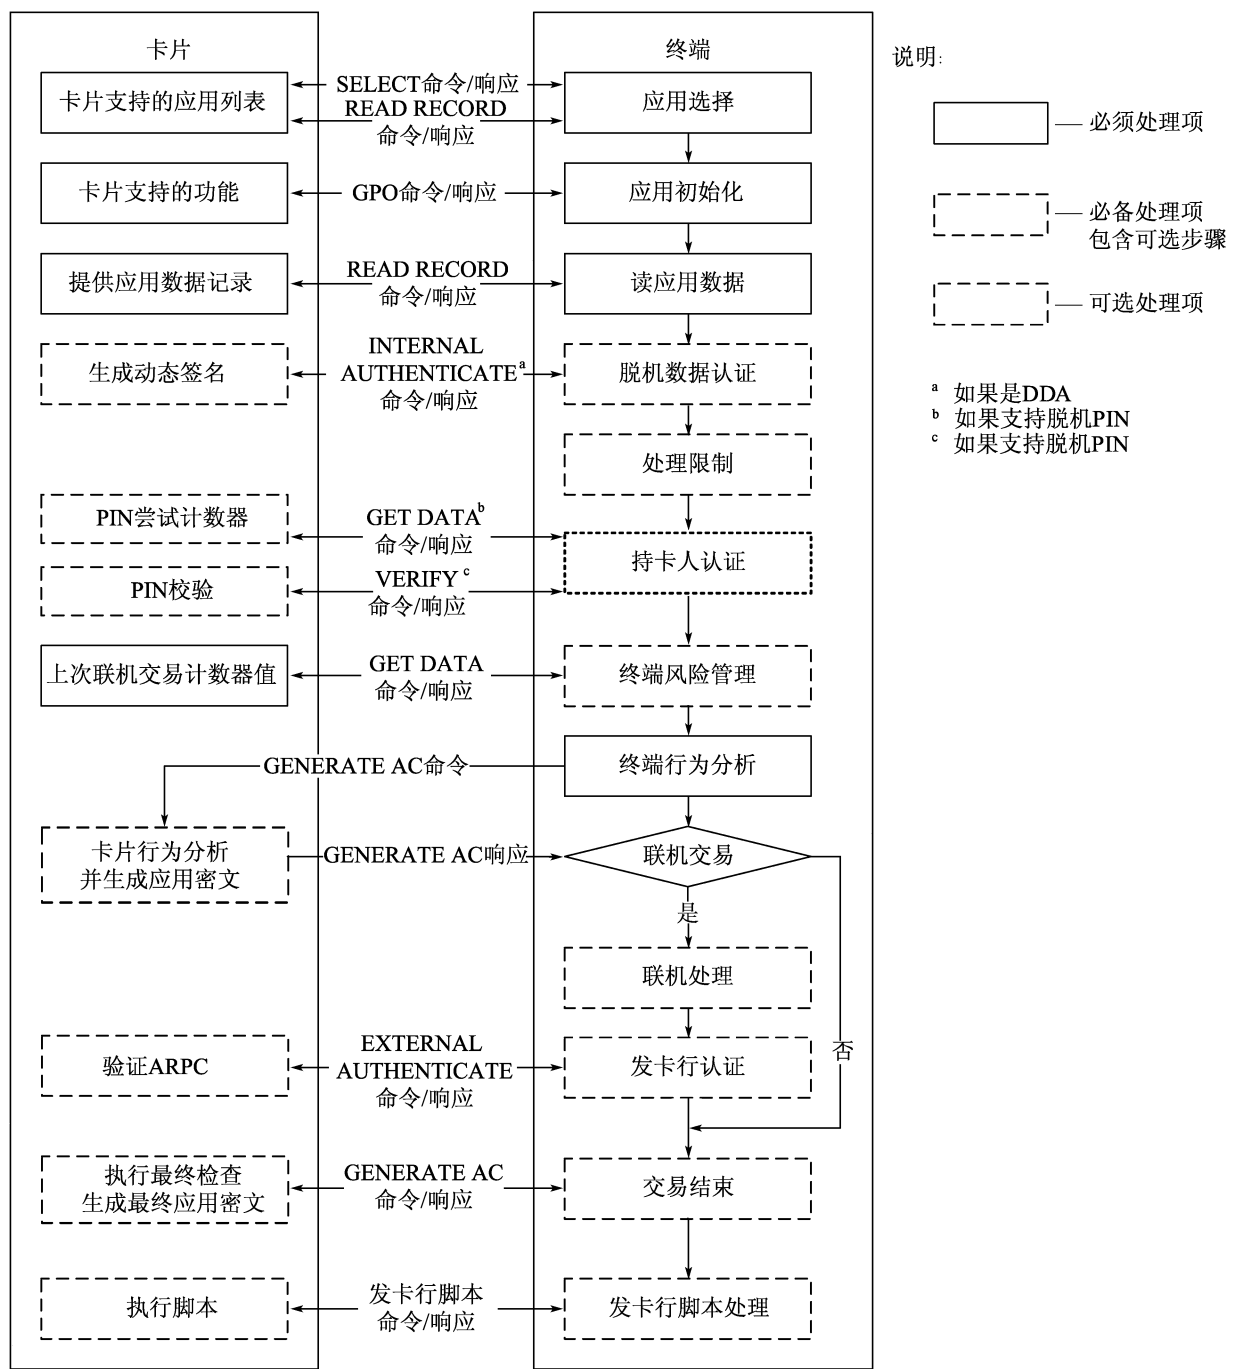 卡片
终端
说明:
卡片支持的应用列表
SELECT命令/响应
READ RECORD
命令/响应
应用选择
必须处理项
卡片支持的功能
GPO命令/响应
应用初始化
必备处理项
包含可选步骤
提供应用数据记录
READ RECORD
命令/响应
读应用数据
可选处理项
生成动态签名
INTERNAL
AUTHENTICATEa
命令/响应
脱机数据认证
a 如果是DDA
b 如果支持脱机PIN
c 如果支持脱机PIN
处理限制
PIN尝试计数器
GET DATAb
命令/响应
持卡人认证
PIN校验
VERIFY c
命令/响应
上次联机交易计数器值
GET DATA
命令/响应
终端风险管理
GENERATE AC命令
终端行为分析
卡片行为分析
并生成应用密文
GENERATE AC响应
联机交易
是
联机处理
否
验证ARPC
EXTERNAL
AUTHENTICATE
命令/响应
发卡行认证
执行最终检查
生成最终应用密文
GENERATE AC
命令/响应
交易结束
执行脚本
发卡行脚本
命令/响应
发卡行脚本处理